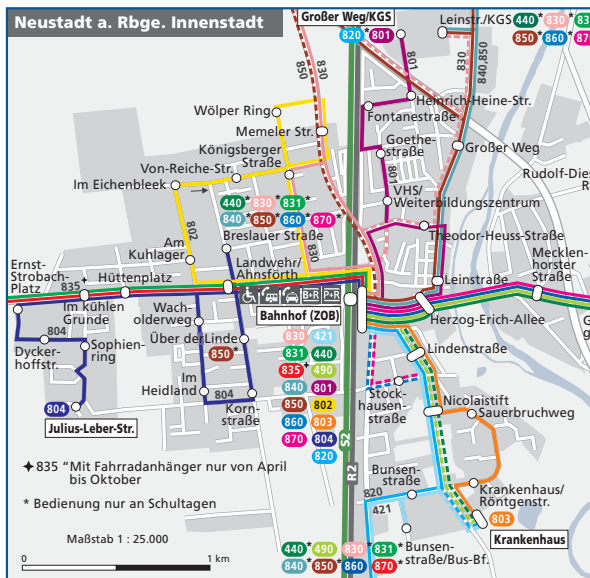 Neustadt a. Rbge. Innenstadt
Großer Weg/KGS
820* 801
Leinstr./KGS
440* 830* 83
850* 860* 870
850
830
801
830
840,850
Wölper Ring
Memeler Str.
Königsberger
Straße
Von-Reiche-Str.
Im Eichenbleek
Heinrich-Heine-Str.
Fontanestraße
Goethe-
straße
Großer Weg
801
VHS/
Weiterbildungszentrum
Rudolf-Dies
R
440* 830* 831*
840* 850* 860* 870*
Breslauer Straße
802
830
Theodor-Heuss-Straße
Am
Kuhlager
Landwehr/
Ahnsförth
Ernst-
Strobach-
Platz
835
Hüttenplatz
Im kühlen
Grunde
Leinstraße
Mecklen-
horster
Straße
B+R P+R
Bahnhof (ZOB)
Herzog-Erich-Allee
G
804
Dycker-
hoffstr.
Sophien-
ring
Wach-
olderweg
Über der Linde
850*
Im
Heidland
804
Korn-
straße
804
Julius-Leber-Str.
830 421
831 440
835* 490
840 801
850 802
860 803
870 804
820
Lindenstraße
Stock-
hausen-
straße
Nicolaistift
Sauerbruchweg
S2
R2
Bunsen-
straße
820
421
Krankenhaus/
Röntgenstr.
803
Krankenhaus
835 "Mit Fahrradanhänger nur von April
bis Oktober
* Bedienung nur an Schultagen
Maßstab 1 : 25.000
0 1 km
440* 490 830* 831*
840* 850* 860 870*
Bunsen-
straße/Bus-Bf.